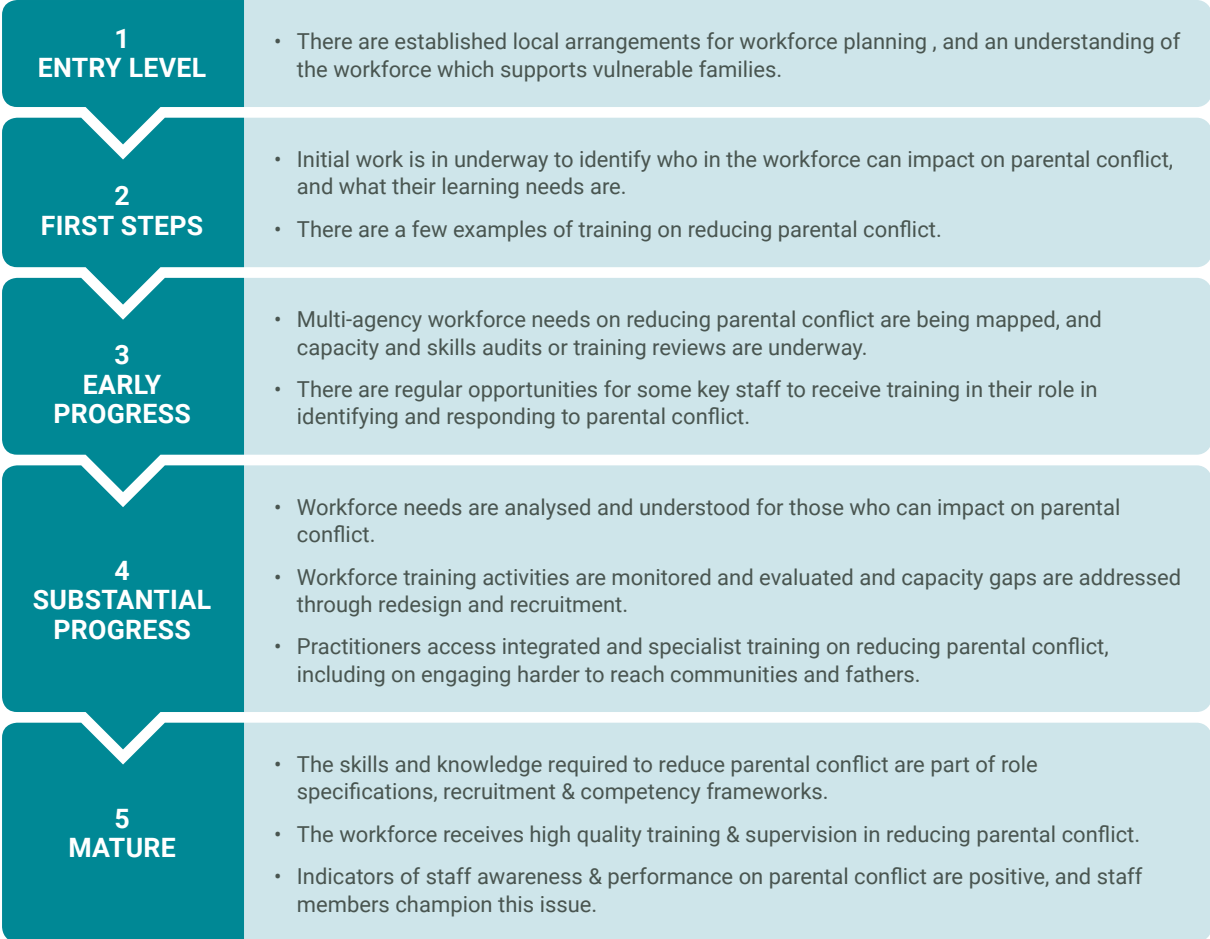 1
ENTRY LEVEL
• There are established local arrangements for workforce planning , and an understanding of
the workforce which supports vulnerable families.
2
FIRST STEPS
• Initial work is in underway to identify who in the workforce can impact on parental conflict,
and what their learning needs are.
• There are a few examples of training on reducing parental conflict.
3
EARLY
PROGRESS
• Multi-agency workforce needs on reducing parental conflict are being mapped, and
capacity and skills audits or training reviews are underway.
• There are regular opportunities for some key staff to receive training in their role in
identifying and responding to parental conflict.
4
SUBSTANTIAL
PROGRESS
• Workforce needs are analysed and understood for those who can impact on parental
conflict.
• Workforce training activities are monitored and evaluated and capacity gaps are addressed
through redesign and recruitment.
• Practitioners access integrated and specialist training on reducing parental conflict,
including on engaging harder to reach communities and fathers.
5
MATURE
• The skills and knowledge required to reduce parental conflict are part of role
specifications, recruitment & competency frameworks.
• The workforce receives high quality training & supervision in reducing parental conflict.
• Indicators of staff awareness & performance on parental conflict are positive, and staff
members champion this issue.